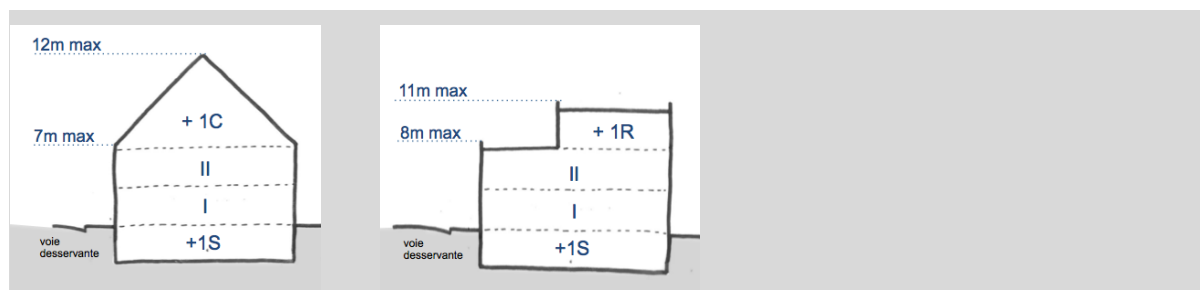 12m max
+ 1C
7m max
II
I
+1S
voie
desservante
11m max
8m max
+ 1R
II
I
+1S
voie
desservante